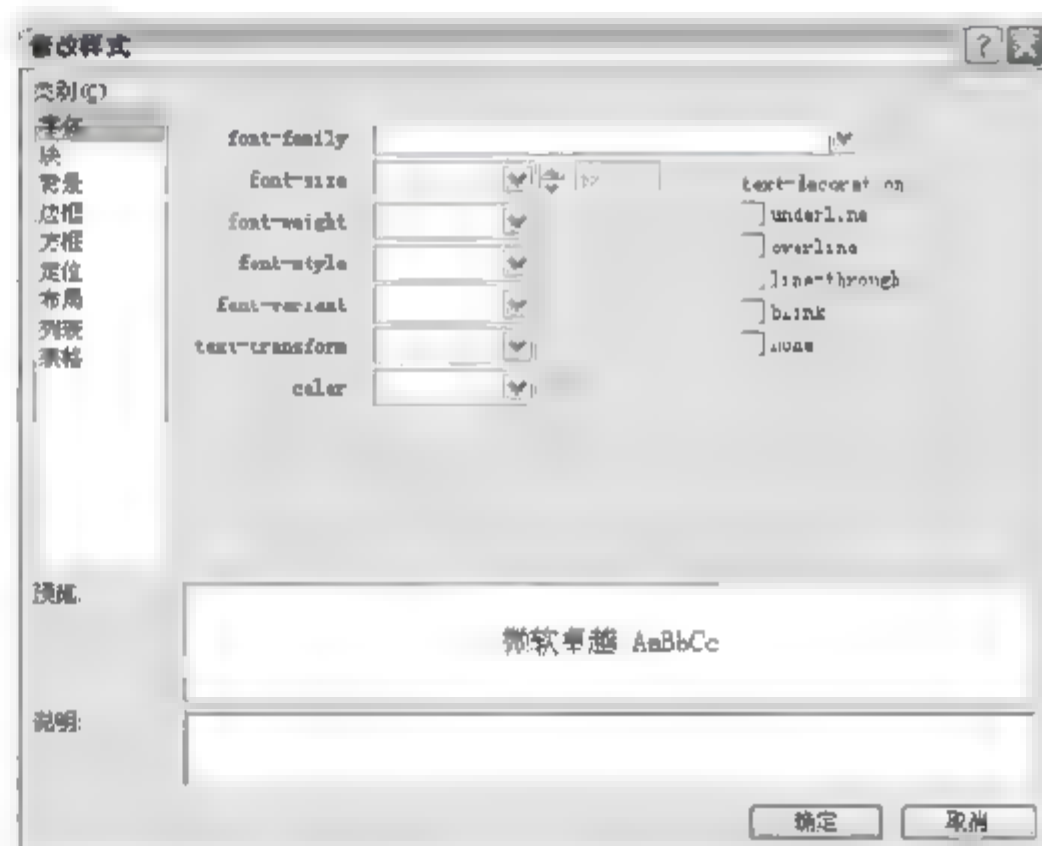 修改样式
类别(C)
字体
块
背景
边框
方框
定位
布局
列表
表格
font-family
font-size
px
font-weight
font-style
font-variant
text-transform
color
text-decoration
underline
overline
line-through
blink
none
预览:
微软卓越 AaBbCc
说明:
确定
取消